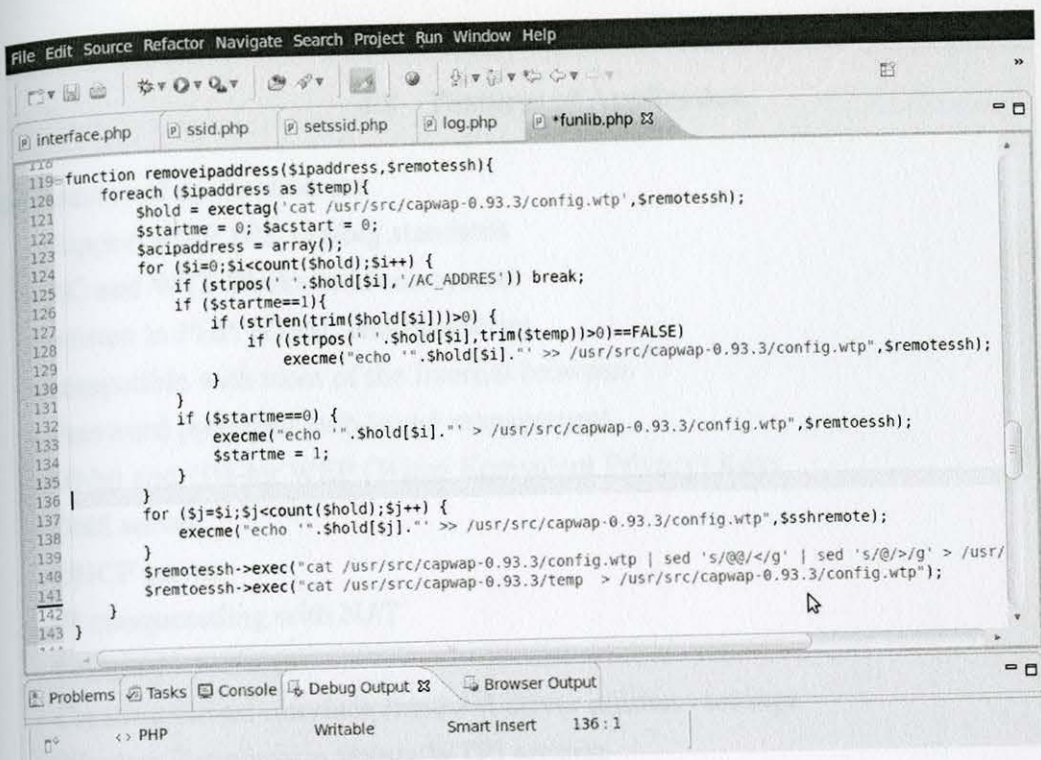 File Edit Source Refactor Navigate Search Project Run Window Help
interface.php ssid.php setssid.php log.php *funlib.php
118
119 function removeipaddress($ipaddress,$remotessh){
120 foreach ($ipaddress as $temp){
121 $hold = exectag('cat /usr/src/capwap-0.93.3/config.wtp',$remotessh);
122 $startme = 0; $acstart = 0;
123 $acipaddress = array();
124 for ($i=0;$i<count($hold);$i++) {
125 if (strpos(' '.$hold[$i],'/AC_ADDRES')) break;
126 if ($startme==1){
127 if (strlen(trim($hold[$i]))>0) {
128 if ((strpos(' '.$hold[$i],trim($temp))>0)==FALSE)
129 execme("echo '".$hold[$i]."' >> /usr/src/capwap-0.93.3/config.wtp",$remotessh);
130 }
131 }
132 if ($startme==0) {
133 execme("echo '".$hold[$i]."' > /usr/src/capwap-0.93.3/config.wtp",$remtoessh);
134 $startme = 1;
135 }
136 }
137 for ($j=$i;$j<count($hold);$j++) {
138 execme("echo '".$hold[$j]."' >> /usr/src/capwap-0.93.3/config.wtp",$sshremote);
139 }
140 $remotessh->exec("cat /usr/src/capwap-0.93.3/config.wtp | sed 's/@@/</g' | sed 's/@/>/g' > /usr/
141 $remtoessh->exec("cat /usr/src/capwap-0.93.3/temp > /usr/src/capwap-0.93.3/config.wtp");
142 }
143 }
Problems Tasks Console Debug Output Browser Output
PHP Writable Smart Insert 136 : 1